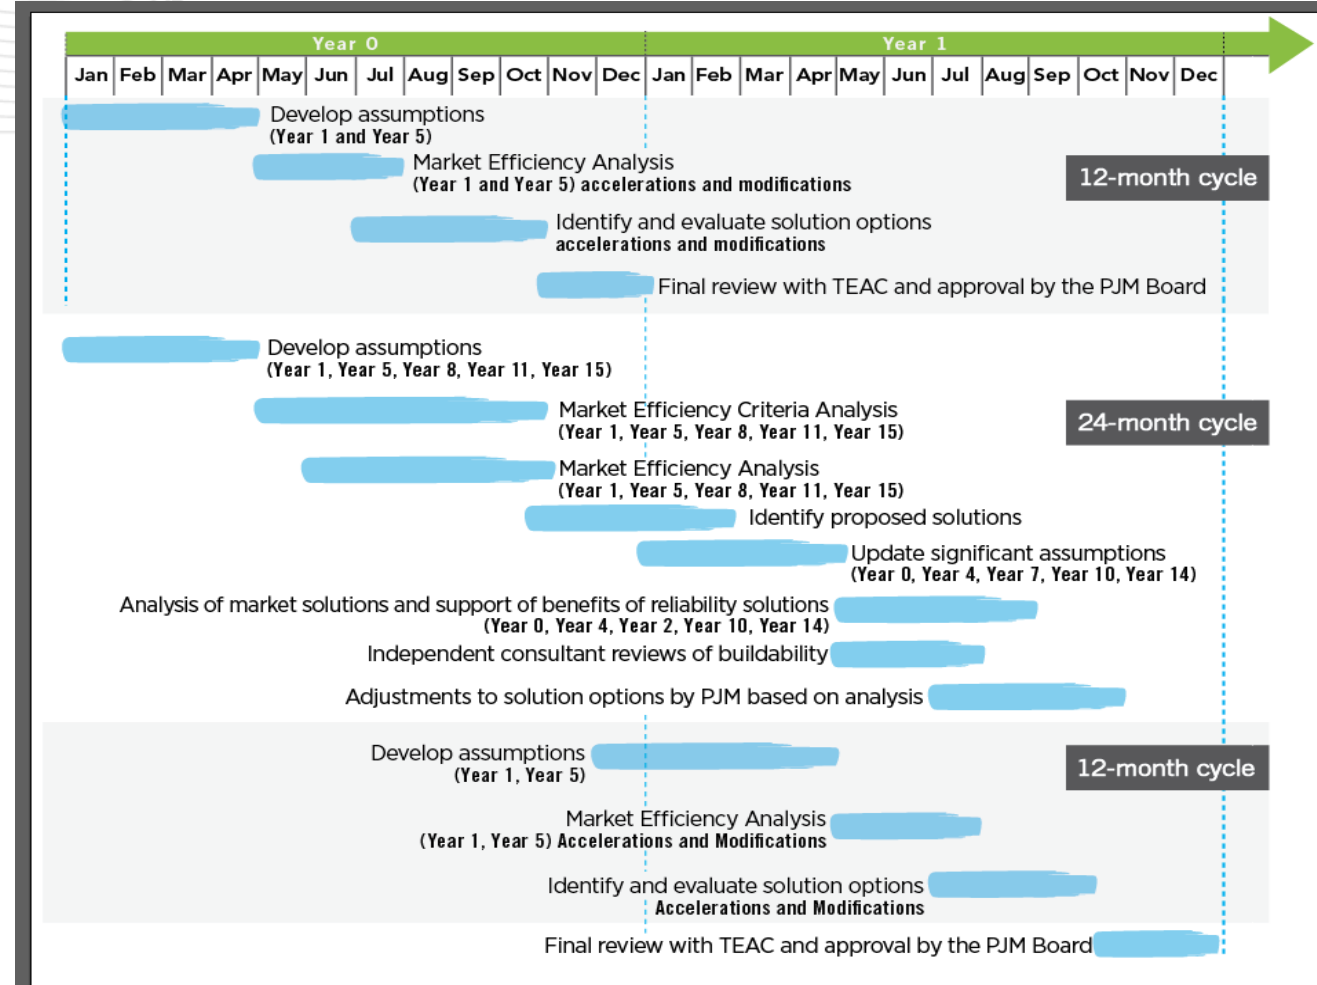 Year 0 Year 1
Jan Feb Mar Apr May Jun Jul Aug Sep Oct Nov Dec Jan Feb Mar Apr May Jun Jul Aug Sep Oct Nov Dec
Develop assumptions
(Year 1 and Year 5)
Market Efficiency Analysis
(Year 1 and Year 5) accelerations and modifications
12-month cycle
Identify and evaluate solution options
accelerations and modifications
Final review with TEAC and approval by the PJM Board
Develop assumptions
(Year 1, Year 5, Year 8, Year 11, Year 15)
Market Efficiency Criteria Analysis
(Year 1, Year 5, Year 8, Year 11, Year 15)
24-month cycle
Market Efficiency Analysis
(Year 1, Year 5, Year 8, Year 11, Year 15)
Identify proposed solutions
Update significant assumptions
(Year 0, Year 4, Year 7, Year 10, Year 14)
Analysis of market solutions and support of benefits of reliability solutions
(Year 0, Year 4, Year 2, Year 10, Year 14)
Independent consultant reviews of buildability
Adjustments to solution options by PJM based on analysis
Develop assumptions
(Year 1, Year 5)
12-month cycle
Market Efficiency Analysis
(Year 1, Year 5) Accelerations and Modifications
Identify and evaluate solution options
Accelerations and Modifications
Final review with TEAC and approval by the PJM Board